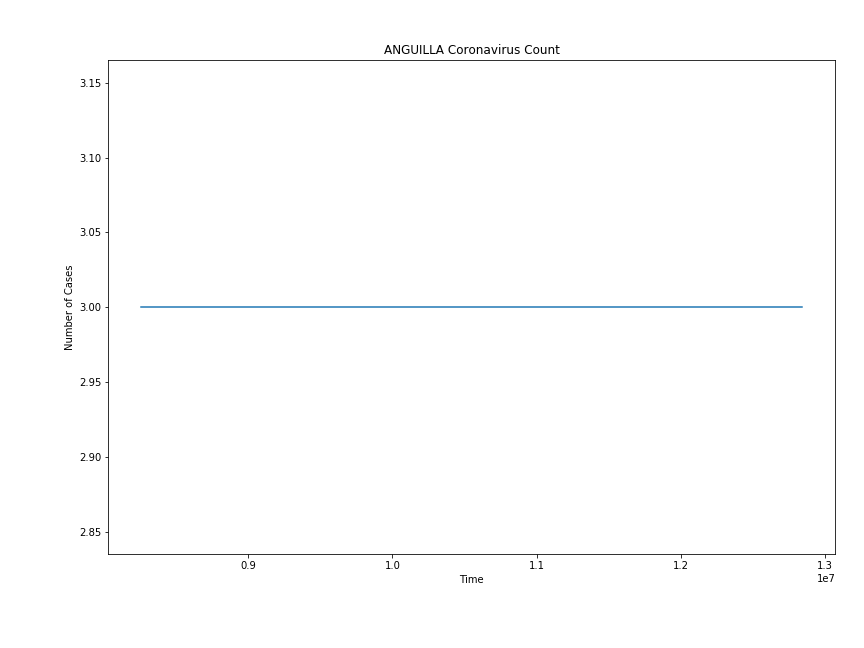 ANGUILLA Coronavirus Count
3.15
3.10
3.05
3.00
2.95
2.90
2.85
Number of Cases
0.9 1.0 1.1 1.2 1.3
1e7
Time